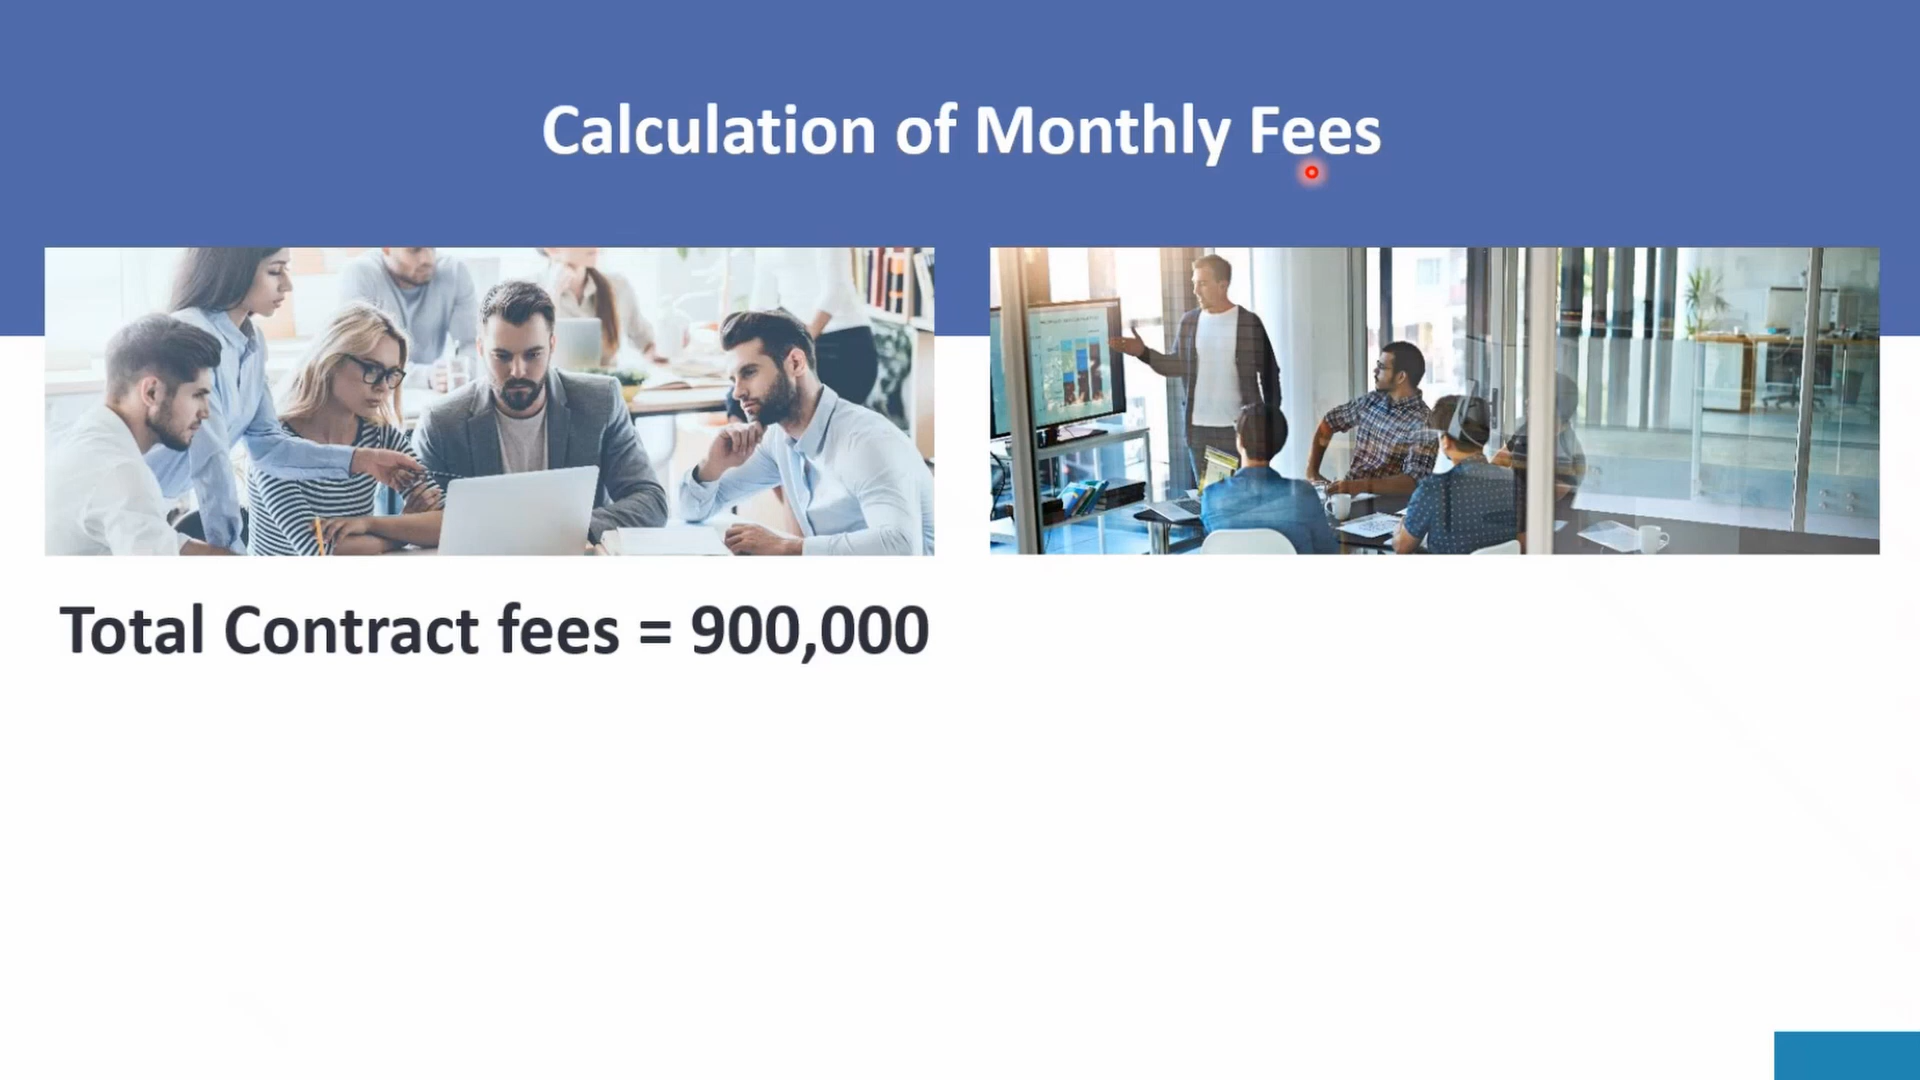 Calculation of Monthly Fees
Total Contract fees = 900,000